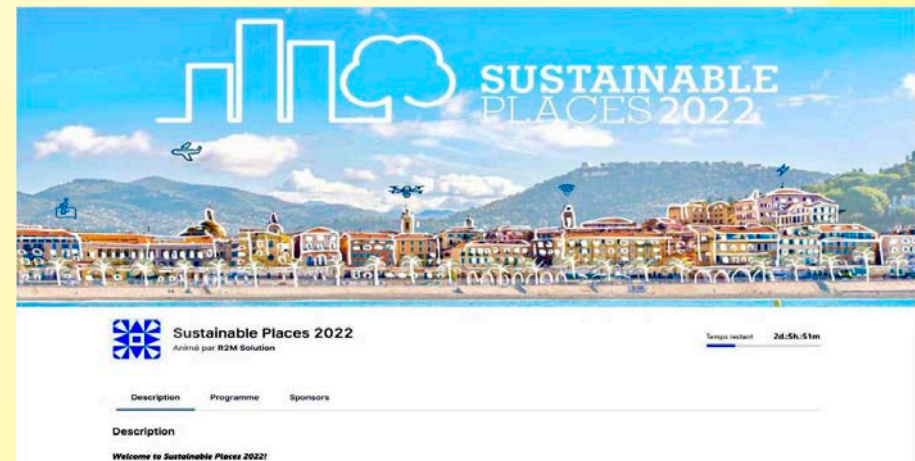 SUSTAINABLE
PLACES 2022
Sustainable Places 2022
Animé par R2M Solution
Temps restant 2d.:5h.:51m
Description Programme Sponsors
Description
Welcome to Sustainable Places 2022!